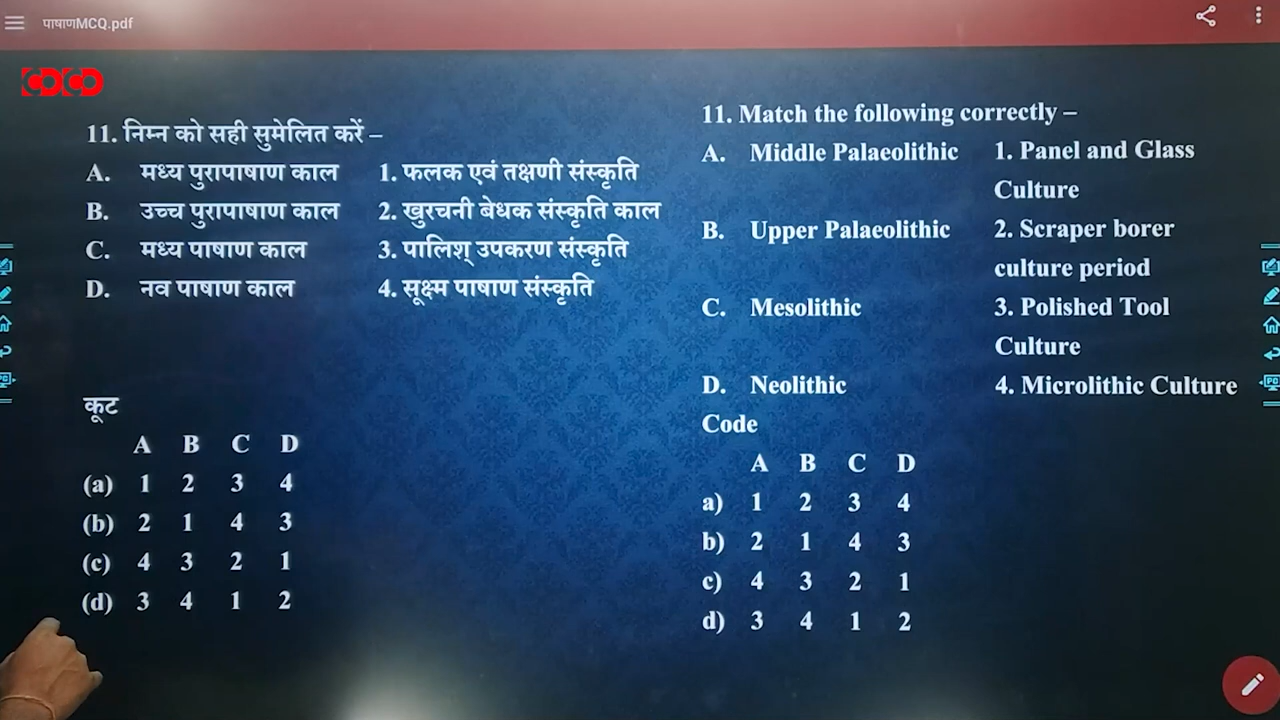 पाषाणMCQ.pdf
COCO
11. निम्न को सही सुमेलित करें –
A. मध्य पुरापाषाण काल 1. फलक एवं तक्षणी संस्कृति
B. उच्च पुरापाषाण काल 2. खुरचनी बेधक संस्कृति काल
C. मध्य पाषाण काल 3. पालिश् उपकरण संस्कृति
D. नव पाषाण काल 4. सूक्ष्म पाषाण संस्कृति
कूट
A B C D
(a) 1 2 3 4
(b) 2 1 4 3
(c) 4 3 2 1
(d) 3 4 1 2
11. Match the following correctly –
A. Middle Palaeolithic 1. Panel and Glass
Culture
B. Upper Palaeolithic 2. Scraper borer
culture period
C. Mesolithic 3. Polished Tool
Culture
D. Neolithic 4. Microlithic Culture
Code
A B C D
a) 1 2 3 4
b) 2 1 4 3
c) 4 3 2 1
d) 3 4 1 2